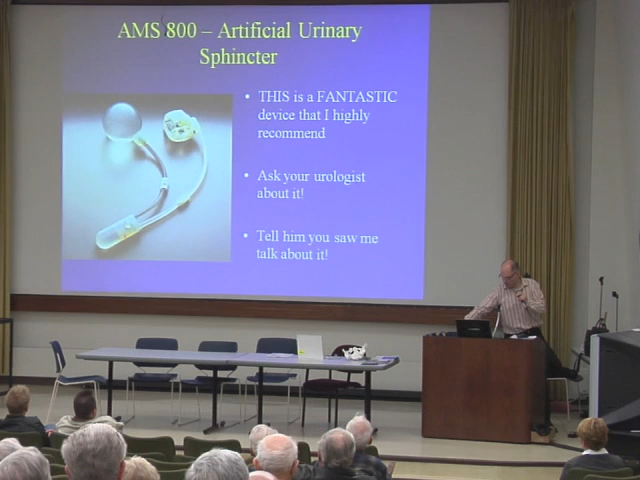 AMS 800 – Artificial Urinary
Sphincter
• THIS is a FANTASTIC
device that I highly
recommend
• Ask your urologist
about it!
• Tell him you saw me
talk about it!